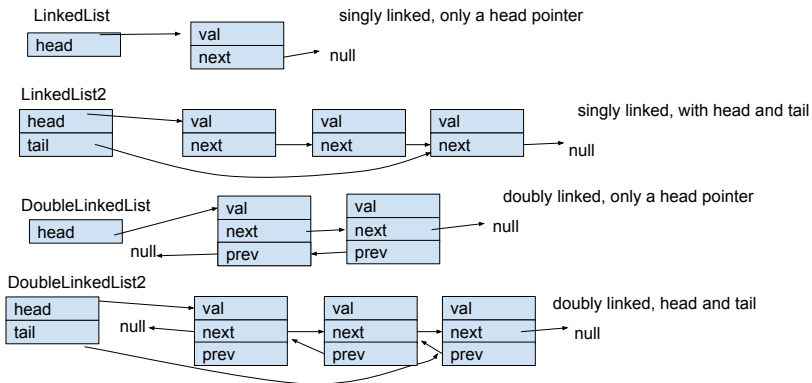 LinkedList
singly linked, only a head pointer
head
val
next
null
LinkedList2
singly linked, with head and tail
head
tail
val
next
val
next
val
next
null
DoubleLinkedList
doubly linked, only a head pointer
head
val
next
prev
val
next
prev
null
null
DoubleLinkedList2
doubly linked, head and tail
head
tail
null
val
next
prev
val
next
prev
val
next
prev
null